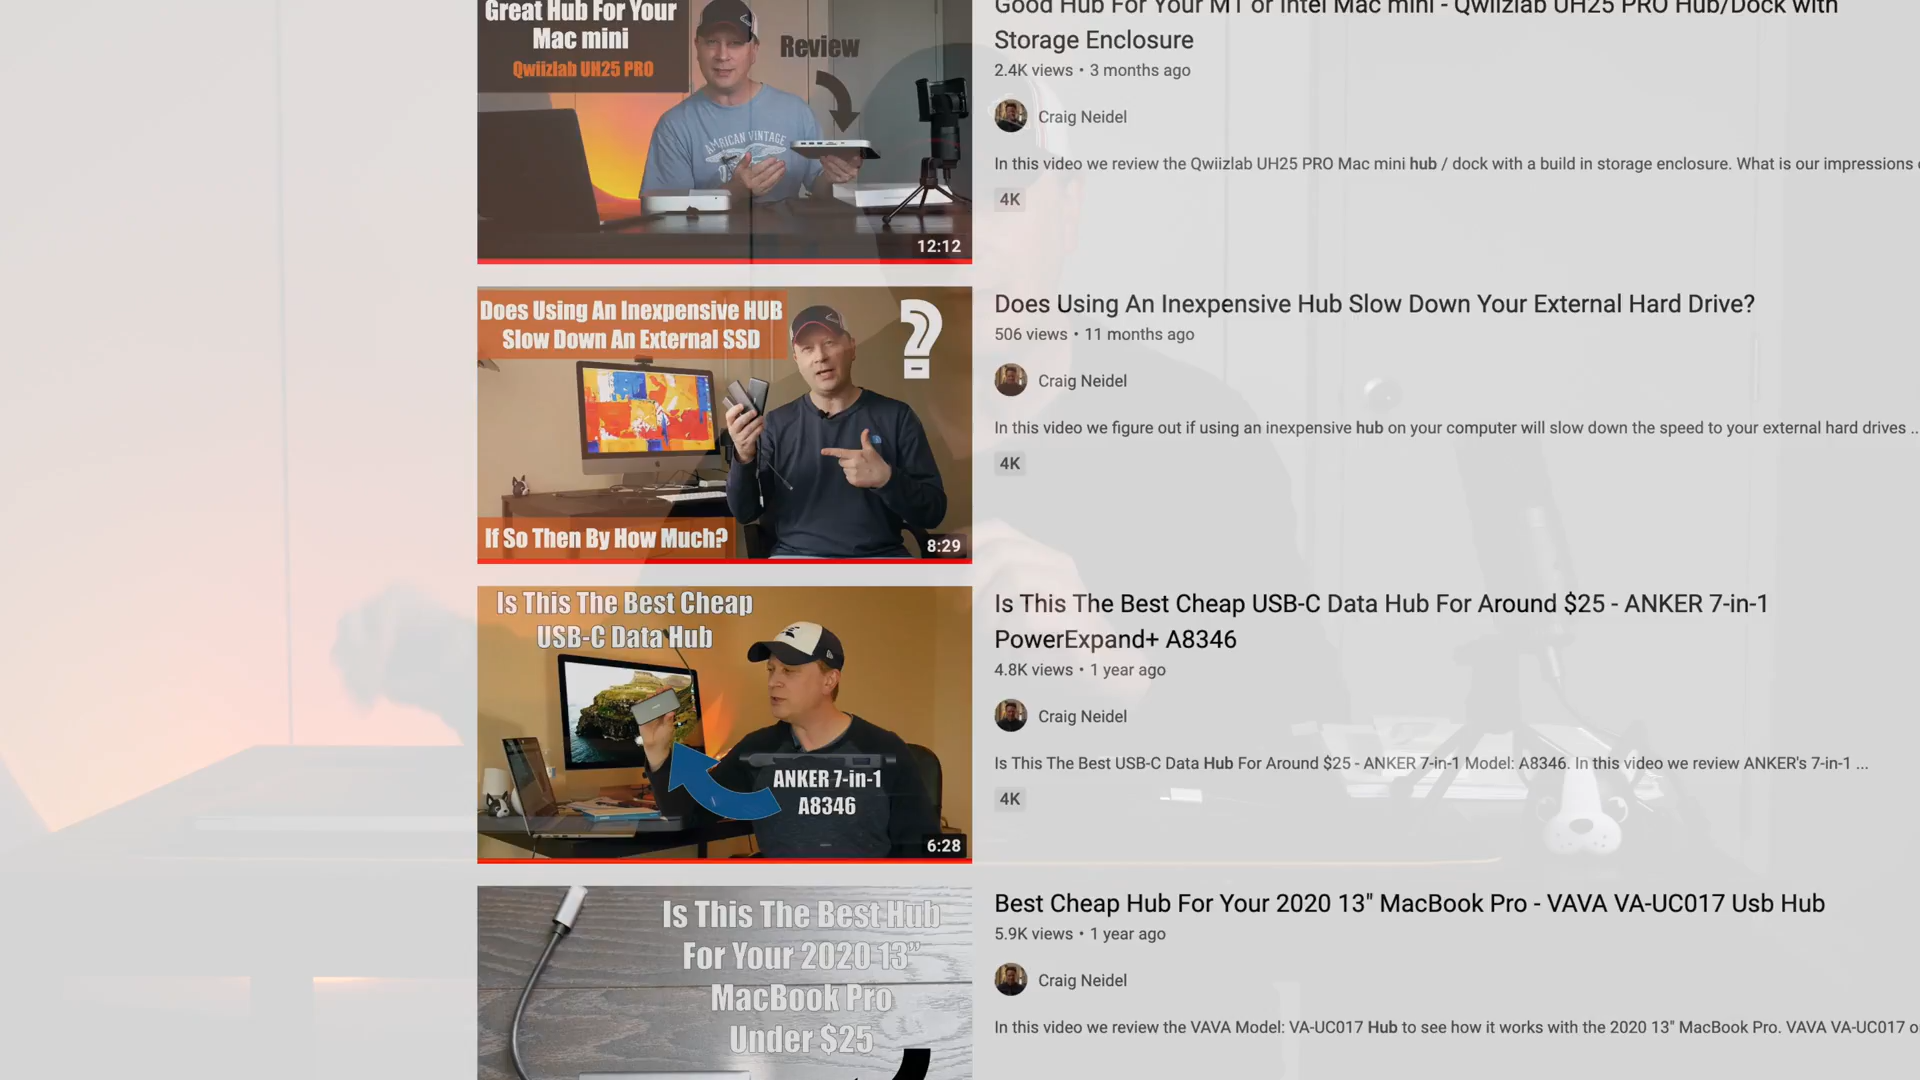 Great Hub For Your
Mac mini
Qwiizlab UH25 PRO
Review
AMRICAN VINTAGE
12:12
Good Hub For Your M1 or Intel Mac mini - Qwiizlab UH25 PRO Hub/Dock with
Storage Enclosure
2.4K views • 3 months ago
Craig Neidel
In this video we review the Qwiizlab UH25 PRO Mac mini hub / dock with a build in storage enclosure. What is our impressions
4K
Does Using An Inexpensive HUB
Slow Down An External SSD
?
If So Then By How Much?
8:29
Does Using An Inexpensive Hub Slow Down Your External Hard Drive?
506 views • 11 months ago
Craig Neidel
In this video we figure out if using an inexpensive hub on your computer will slow down the speed to your external hard drives ...
4K
Is This The Best Cheap
USB-C Data Hub
ANKER 7-in-1
A8346
6:28
Is This The Best Cheap USB-C Data Hub For Around $25 - ANKER 7-in-1
PowerExpand+ A8346
4.8K views • 1 year ago
Craig Neidel
Is This The Best USB-C Data Hub For Around $25 - ANKER 7-in-1 Model: A8346. In this video we review ANKER's 7-in-1 ...
4K
Is This The Best Hub
For Your 2020 13”
MacBook Pro
Under $25
Best Cheap Hub For Your 2020 13" MacBook Pro - VAVA VA-UC017 Usb Hub
5.9K views • 1 year ago
Craig Neidel
In this video we review the VAVA Model: VA-UC017 Hub to see how it works with the 2020 13" MacBook Pro. VAVA VA-UC017